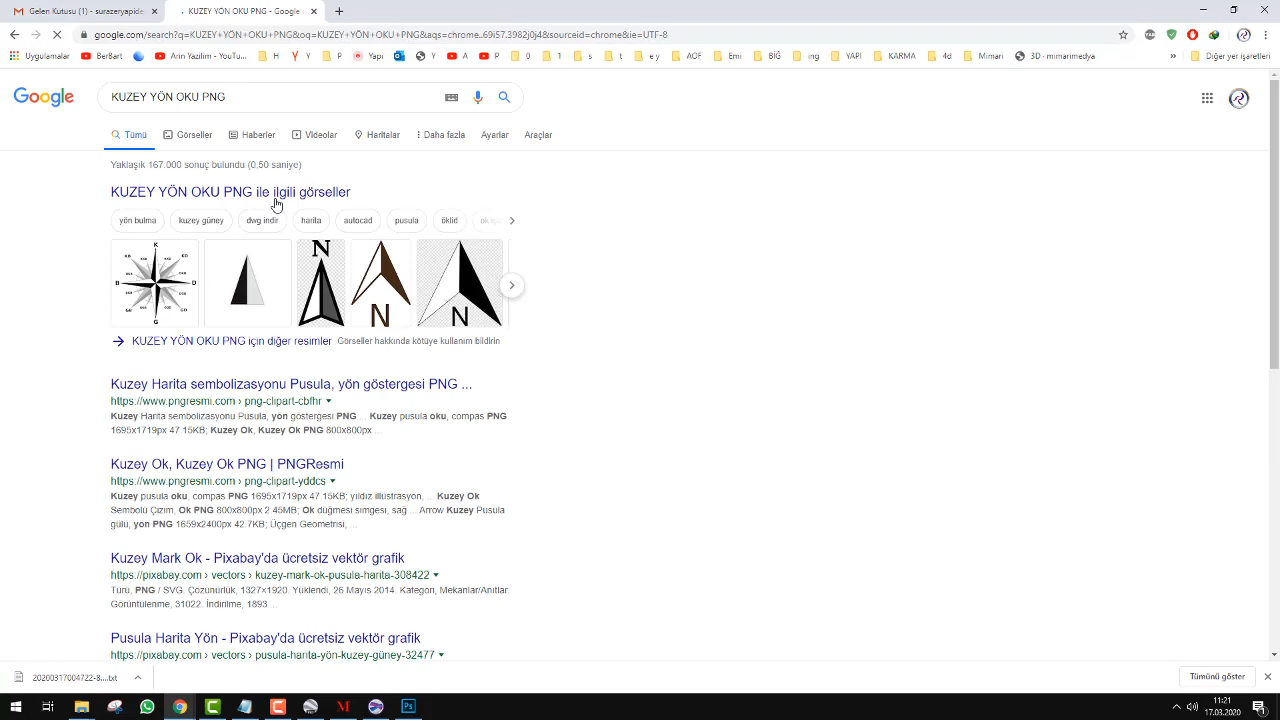 Gelen Kutusu (1) - surazeryapide
KUZEY YÖN OKU PNG - Google
google.com/search?q=KUZEY+YÖN+OKU+PNG&oq=KUZEY+YÖN+OKU+PNG&aqs=chrome..69i57.3982j0j4&sourceid=chrome&ie=UTF-8
Uygulamalar BerBart Arin Yazilim - YouTu... H Y P Yapı Y A P 0 1 s t e y AOF Emi BİĞ ing YAPI KARMA 4d Mimari 3D - mimarimedya » Diğer yer işaretleri
Google
KUZEY YÖN OKU PNG
Tümü Görseller Haberler Videolar Haritalar Daha fazla Ayarlar Araçlar
Yaklaşık 167.000 sonuç bulundu (0,50 saniye)
KUZEY YÖN OKU PNG ile ilgili görseller
yön bulma kuzey güney dwg indir harita autocad pusula öklid
K
B D
G
N
N
N
KUZEY YÖN OKU PNG için diğer resimler Görseller hakkında kötüye kullanım bildirin
Kuzey Harita sembolizasyonu Pusula, yön göstergesi PNG ...
https://www.pngresmi.com › png-clipart-cbfhr
Kuzey Harita sembolizasyonu Pusula, yon göstergesi PNG ... Kuzey pusula oku, compas PNG
1695x1719px 47.15KB; Kuzey Ok, Kuzey Ok PNG 800x800px ...
Kuzey Ok, Kuzey Ok PNG | PNGResmi
https://www.pngresmi.com › png-clipart-yddcs
Kuzey pusula oku, compas PNG 1695x1719px 47.15KB; yıldız illüstrasyon, ... Kuzey Ok
Sembolü Çizim, Ok PNG 800x800px 2.45MB; Ok düğmesi simgesi, sağ ... Arrow Kuzey Pusula
gülü, yon PNG 1659x2400px 42.7KB; Üçgen Geometrisi, ...
Kuzey Mark Ok - Pixabay'da ücretsiz vektör grafik
https://pixabay.com › vectors › kuzey-mark-ok-pusula-harita-308422
Türü, PNG / SVG. Çözünürlük, 1327×1920. Yüklendi, 26 Mayıs 2014. Kategori, Mekanlar/Anıtlar.
Görüntülenme, 31022. İndirilme, 1893 ...
Pusula Harita Yön - Pixabay'da ücretsiz vektör grafik
https://pixabay.com › vectors › pusula-harita-yön-kuzey-güney-32477
20200317004722-8....txt
Tümünü göster
11:21
17.03.2020